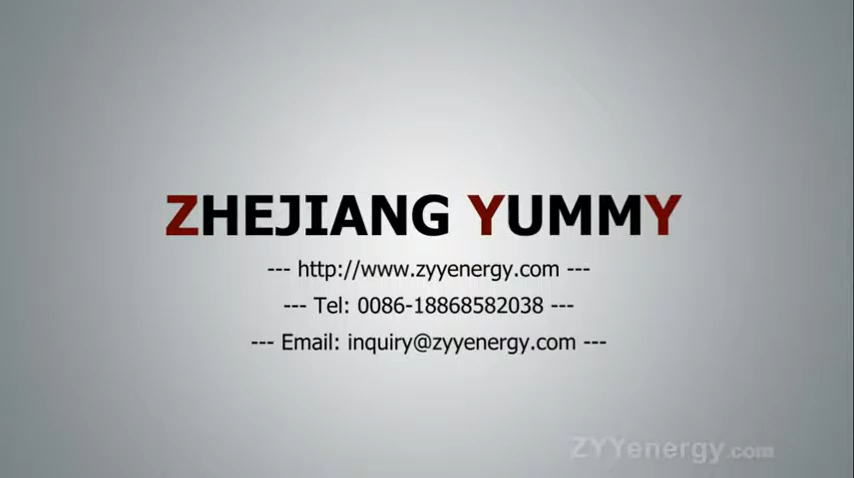 ZHEJIANG YUMMY
--- http://www.zyyenergy.com ---
--- Tel: 0086-18868582038 ---
--- Email: inquiry@zyyenergy.com ---
ZYYenergy.com